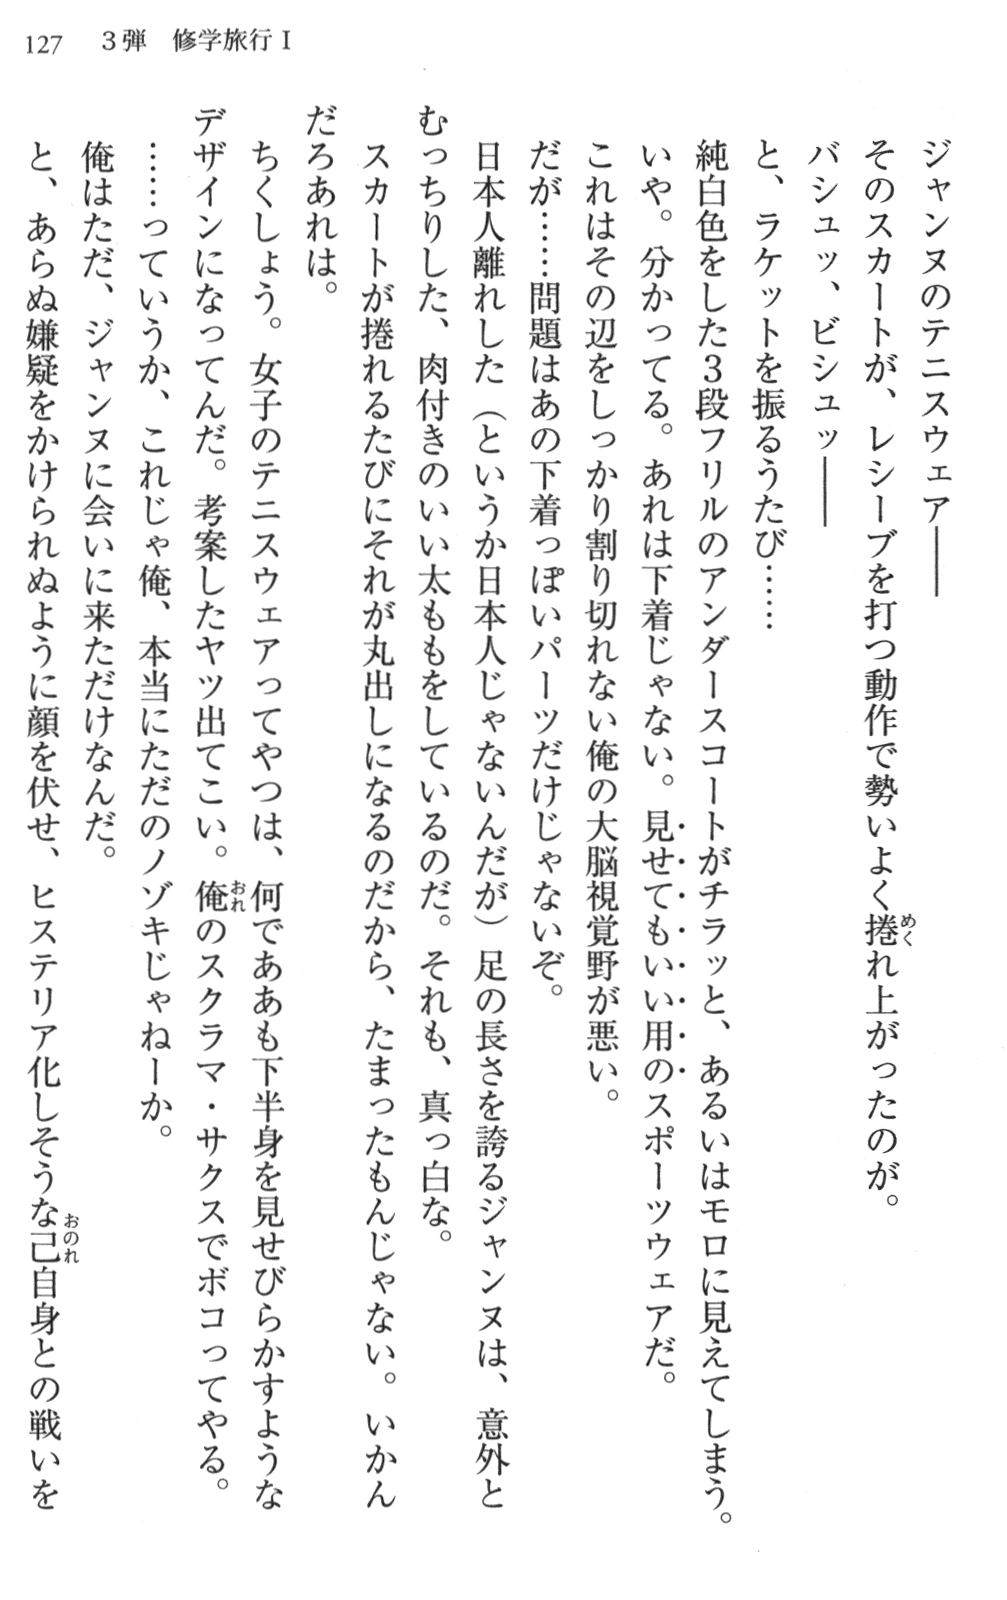 127　3弾　修学旅行Ⅰ
ジャンヌのテニスウェア――
そのスカートが、レシーブを打つ動作で勢いよく捲れ上がったのが。
めく
バシュッ、ビシュッ――
と、ラケットを振るうたび……
純白色をした3段フリルのアンダースコートがチラッと、あるいはモロに見えてしまう。
いや。分かってる。あれは下着じゃない。見せてもいい用のスポーツウェアだ。
これはその辺をしっかり割り切れない俺の大脳視覚野が悪い。
だが……問題はあの下着っぽいパーツだけじゃないぞ。
日本人離れした（というか日本人じゃないんだが）足の長さを誇るジャンヌは、意外と
むっちりした、肉付きのいい太ももをしているのだ。それも、真っ白な。
スカートが捲れるたびにそれが丸出しになるのだから、たまったもんじゃない。いかん
だろあれは。
ちくしょう。女子のテニスウェアってやつは、何でああも下半身を見せびらかすような
デザインになってんだ。考案したヤツ出てこい。俺のスクラマ・サクスでボコってやる。
おれ
……っていうか、これじゃ俺、本当にただのノゾキじゃねーか。
俺はただ、ジャンヌに会いに来ただけなんだ。
と、あらぬ嫌疑をかけられぬように顔を伏せ、ヒステリア化しそうな己自身との戦いを
おのれ